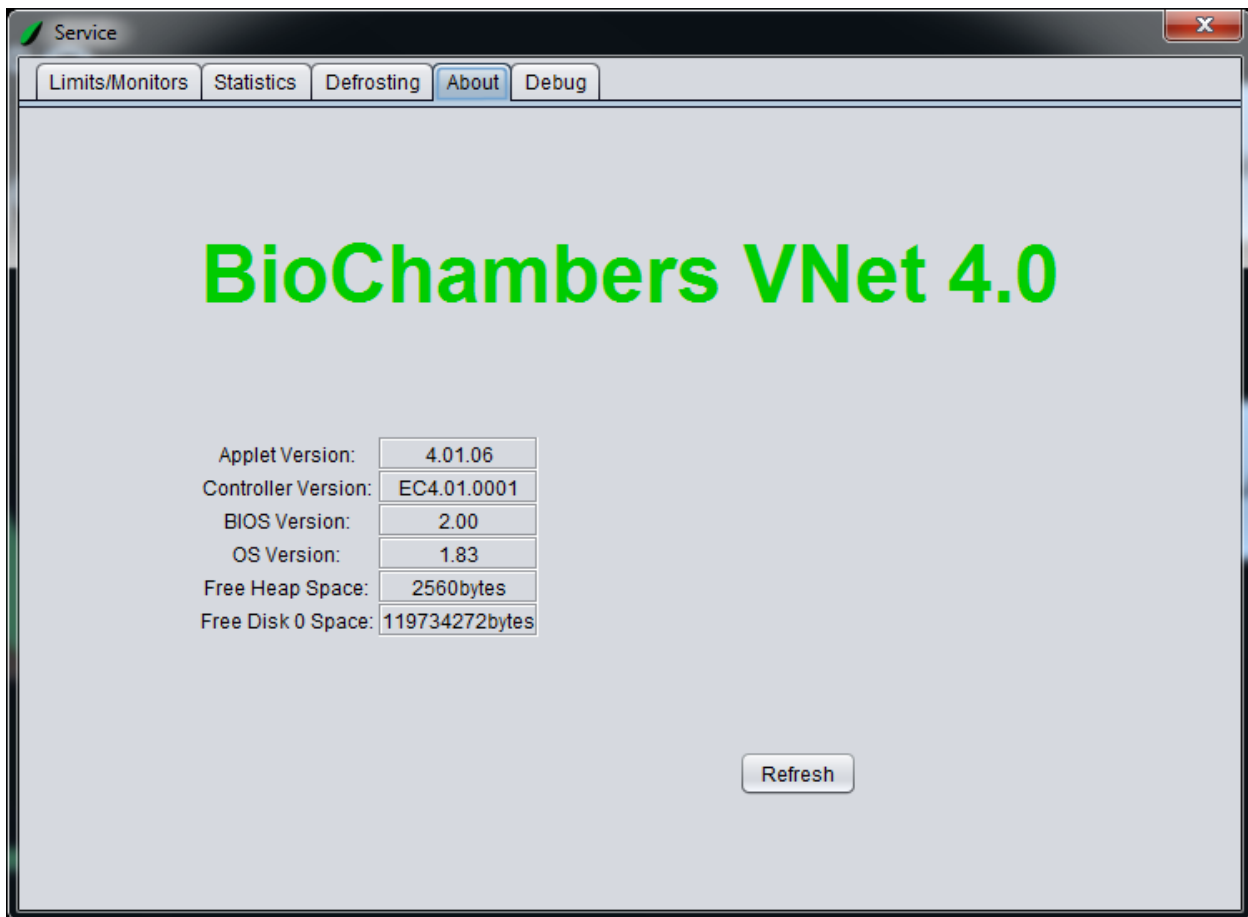 Service
Limits/Monitors Statistics Defrosting About Debug
BioChambers VNet 4.0
Applet Version: 4.01.06
Controller Version: EC4.01.0001
BIOS Version: 2.00
OS Version: 1.83
Free Heap Space: 2560bytes
Free Disk 0 Space: 119734272bytes
Refresh